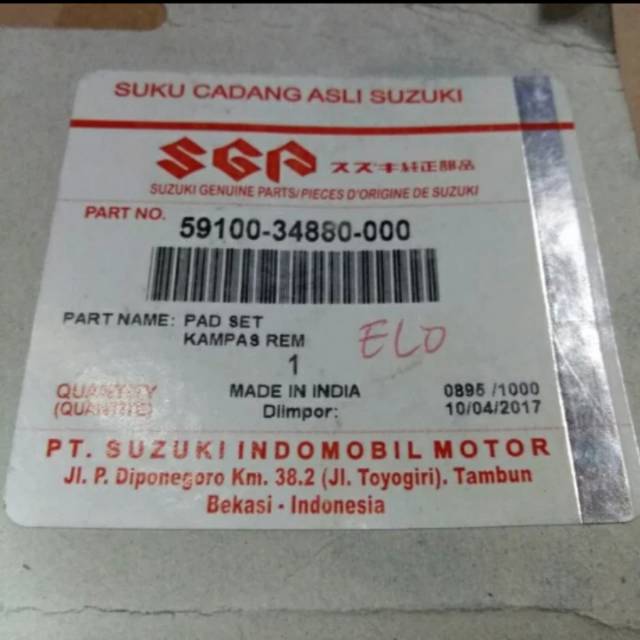 SUKU CADANG ASLI SUZUKI
SGP スズキ純正部品
SUZUKI GENUINE PARTS/PIECES D'ORIGINE DE SUZUKI
PART NO. 59100-34880-000
PART NAME: PAD SET
KAMPAS REM
ELO
1
QUANTITY MADE IN INDIA 0895 /1000
(QUANTITE) Diimpor: 10/04/2017
PT. SUZUKI INDOMOBIL MOTOR
Jl. P. Diponegoro Km. 38.2 (Jl. Toyogiri). Tambun
Bekasi - Indonesia